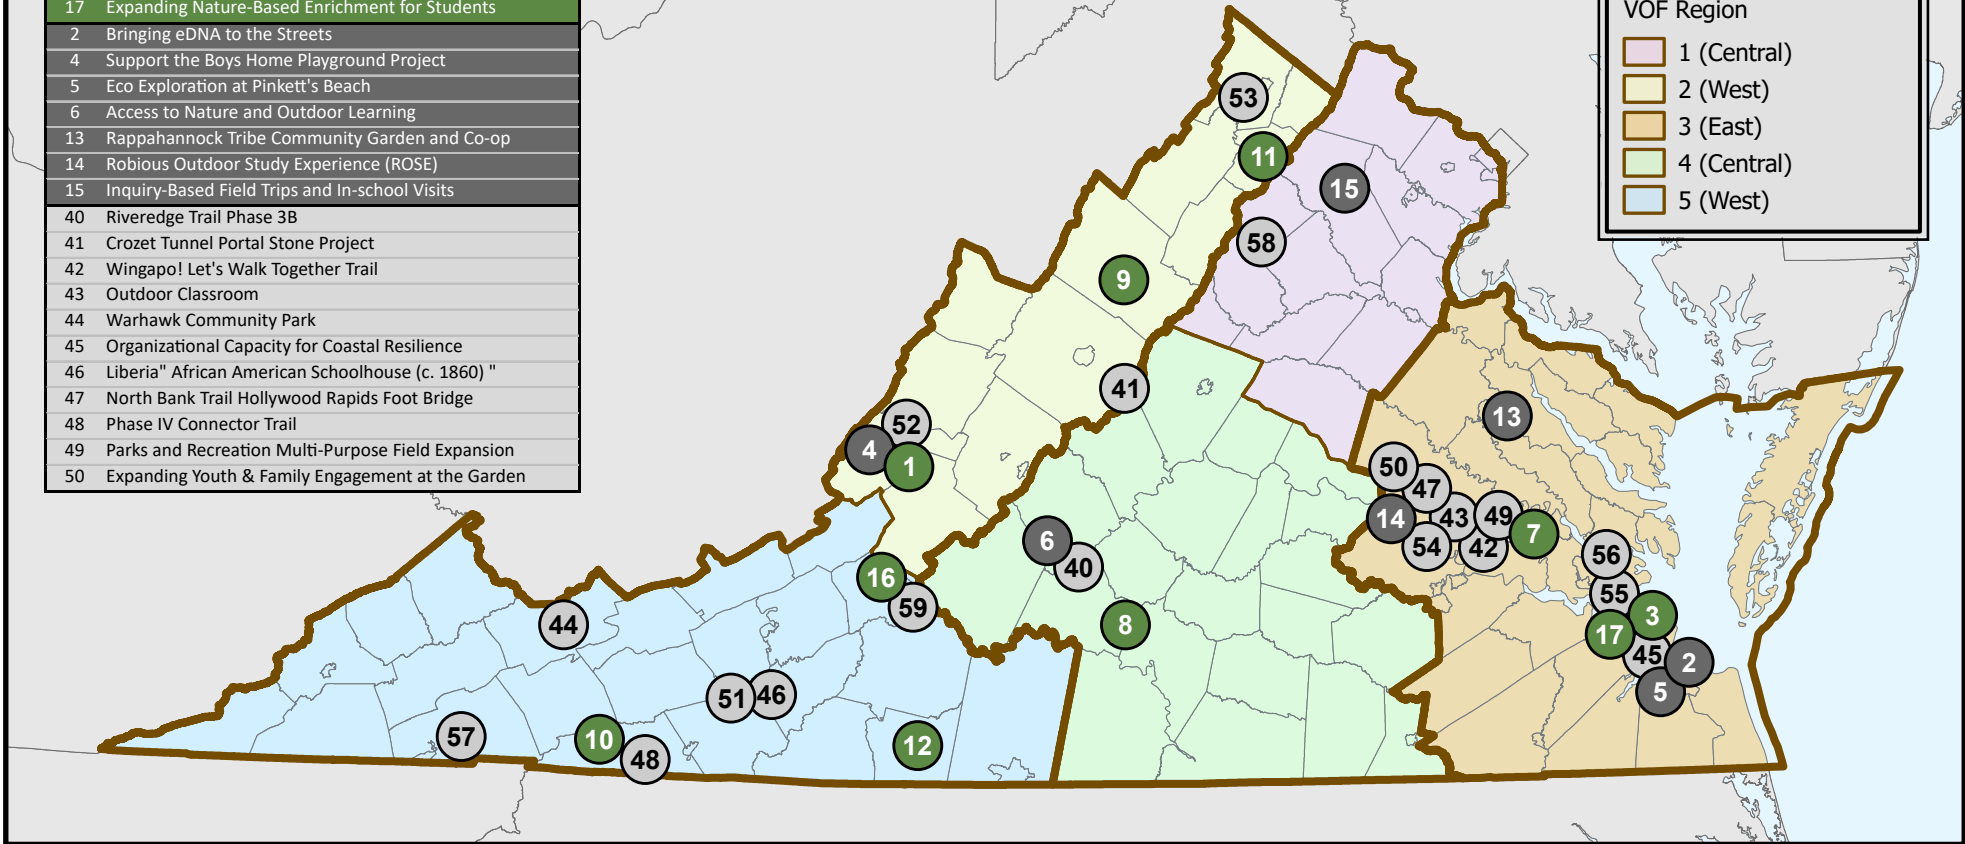 17 Expanding Nature-Based Enrichment for Students
2 Bringing eDNA to the Streets
4 Support the Boys Home Playground Project
5 Eco Exploration at Pinkett's Beach
6 Access to Nature and Outdoor Learning
13 Rappahannock Tribe Community Garden and Co-op
14 Robious Outdoor Study Experience (ROSE)
15 Inquiry-Based Field Trips and In-school Visits
40 Riveredge Trail Phase 3B
41 Crozet Tunnel Portal Stone Project
42 Wingapo! Let's Walk Together Trail
43 Outdoor Classroom
44 Warhawk Community Park
45 Organizational Capacity for Coastal Resilience
46 Liberia" African American Schoolhouse (c. 1860) "
47 North Bank Trail Hollywood Rapids Foot Bridge
48 Phase IV Connector Trail
49 Parks and Recreation Multi-Purpose Field Expansion
50 Expanding Youth & Family Engagement at the Garden
VOF Region
1 (Central)
2 (West)
3 (East)
4 (Central)
5 (West)
53
11
15
58
9
41
52
4
1
13
50
47
14
43
49
7
54
42
6
40
56
16
59
55
3
44
8
17
45
2
5
51
46
57
10
48
12